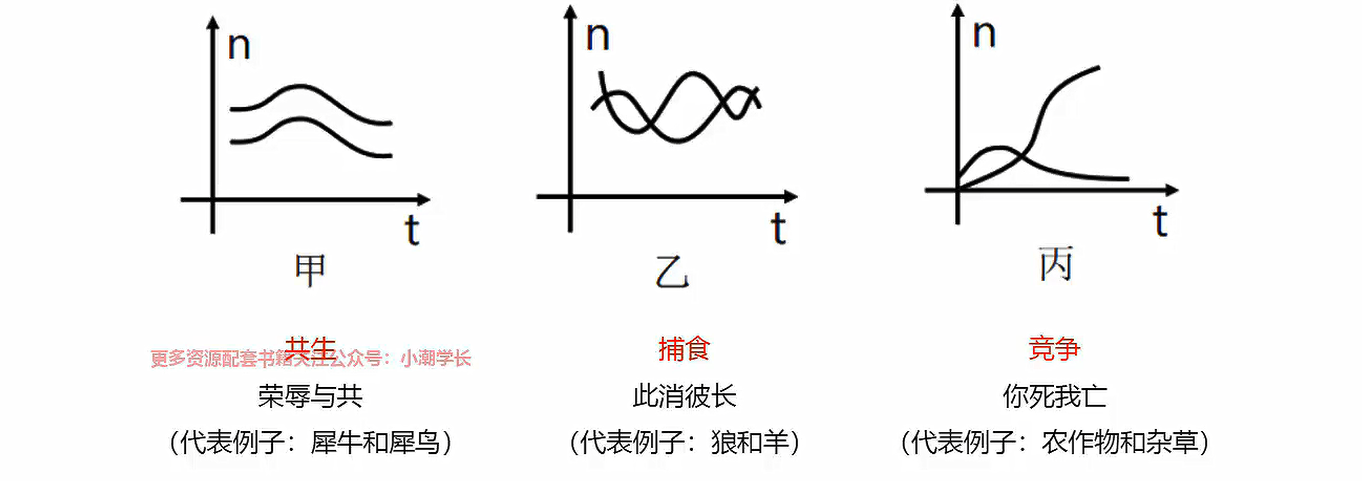 n
t
甲
n
t
乙
n
t
丙
共生
更多资源配套书籍关注公众号：小潮学长
荣辱与共
（代表例子：犀牛和犀鸟）
捕食
此消彼长
（代表例子：狼和羊）
竞争
你死我亡
（代表例子：农作物和杂草）